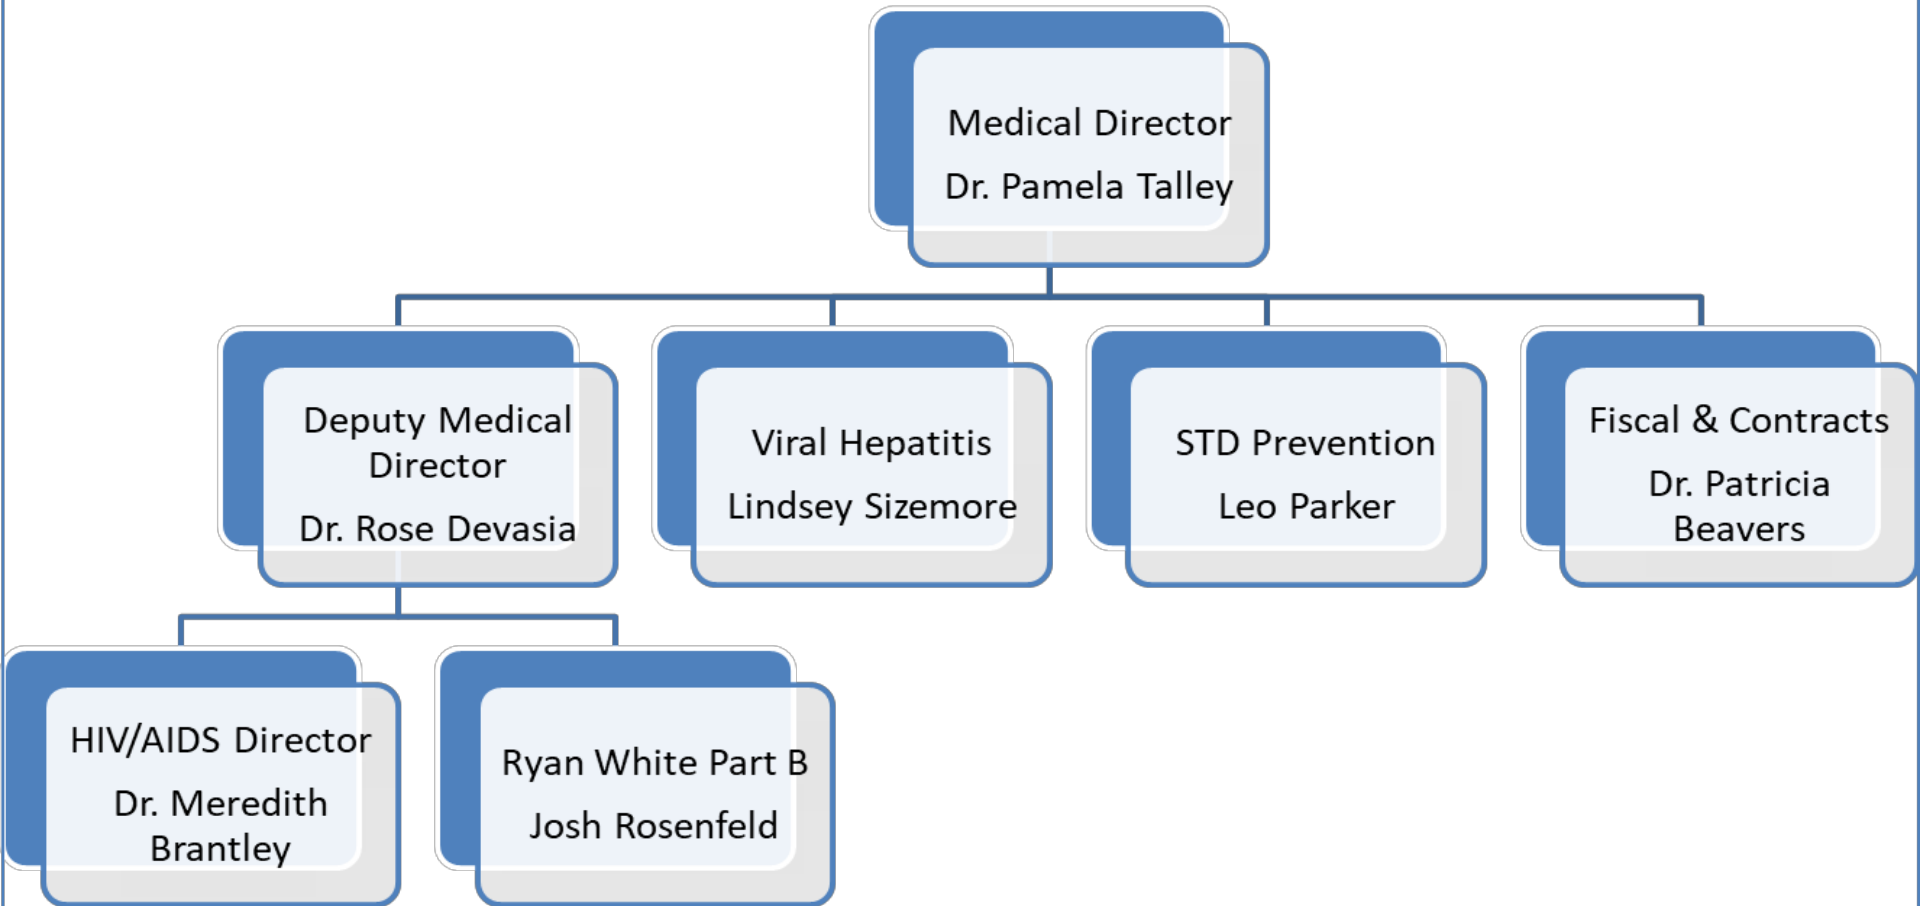 Medical Director
Dr. Pamela Talley
Deputy Medical
Director
Dr. Rose Devasia
Viral Hepatitis
Lindsey Sizemore
STD Prevention
Leo Parker
Fiscal & Contracts
Dr. Patricia
Beavers
HIV/AIDS Director
Dr. Meredith
Brantley
Ryan White Part B
Josh Rosenfeld